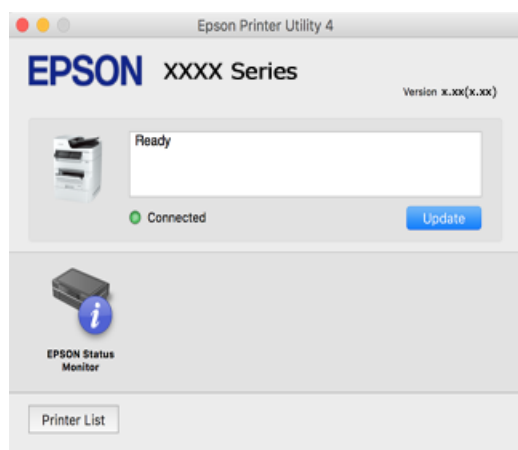 Epson Printer Utility 4
EPSON XXXX Series
Version x.xx(x.xx)
Ready
Connected
Update
EPSON Status
Monitor
Printer List